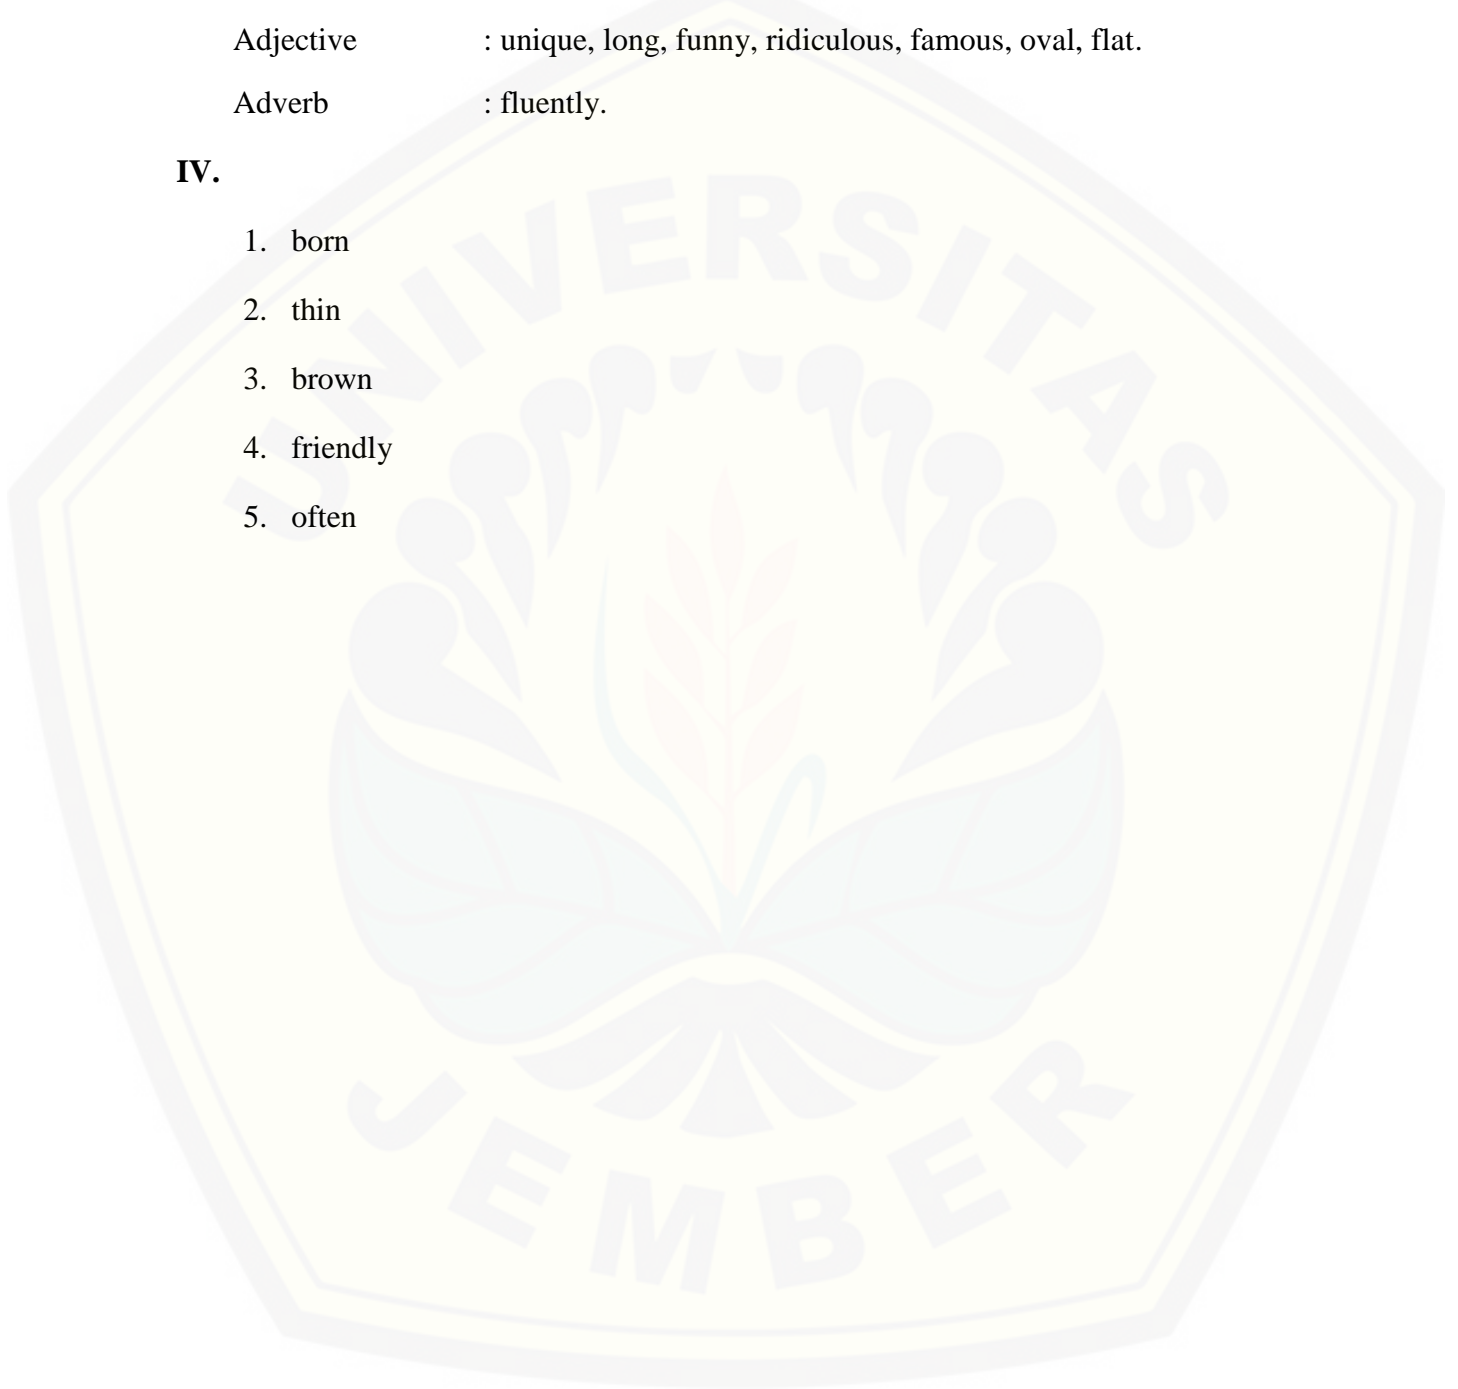 Adjective : unique, long, funny, ridiculous, famous, oval, flat.
Adverb : fluently.
IV.
1. born
2. thin
3. brown
4. friendly
5. often
UNIVERSITAS
JEMBER